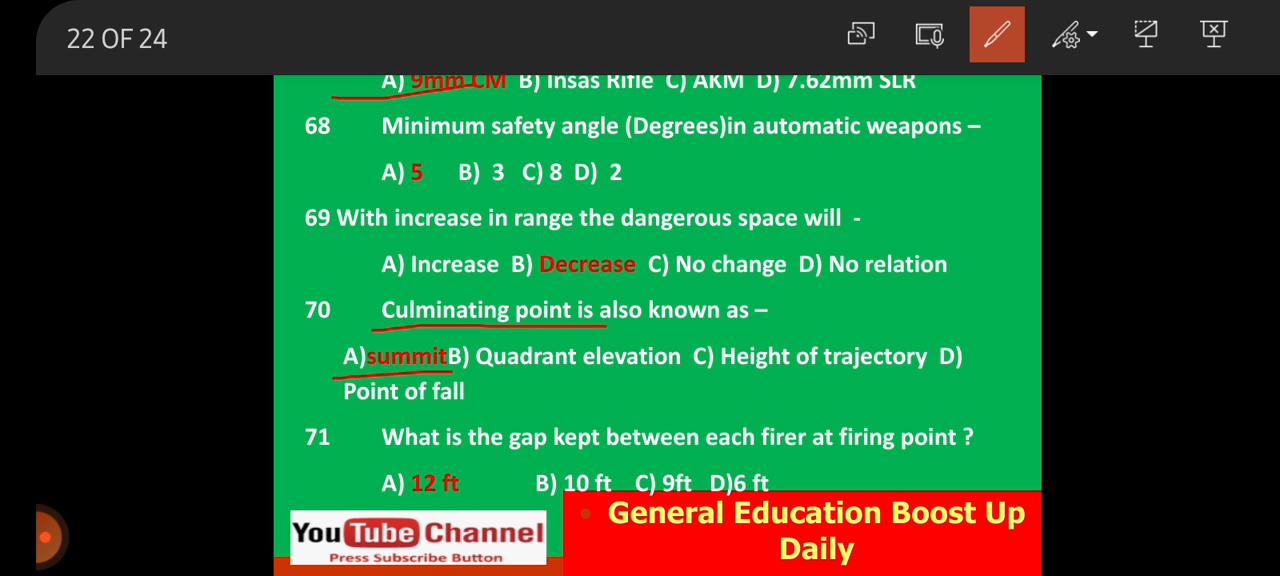 22 OF 24
A) 9mm CM B) Insas Rifle C) AKM D) 7.62mm SLR
68 Minimum safety angle (Degrees)in automatic weapons –
A) 5 B) 3 C) 8 D) 2
69 With increase in range the dangerous space will -
A) Increase B) Decrease C) No change D) No relation
70 Culminating point is also known as –
A)summitB) Quadrant elevation C) Height of trajectory D)
Point of fall
71 What is the gap kept between each firer at firing point ?
A) 12 ft B) 10 ft C) 9ft D)6 ft
YouTube Channel
Press Subscribe Button
• General Education Boost Up
Daily